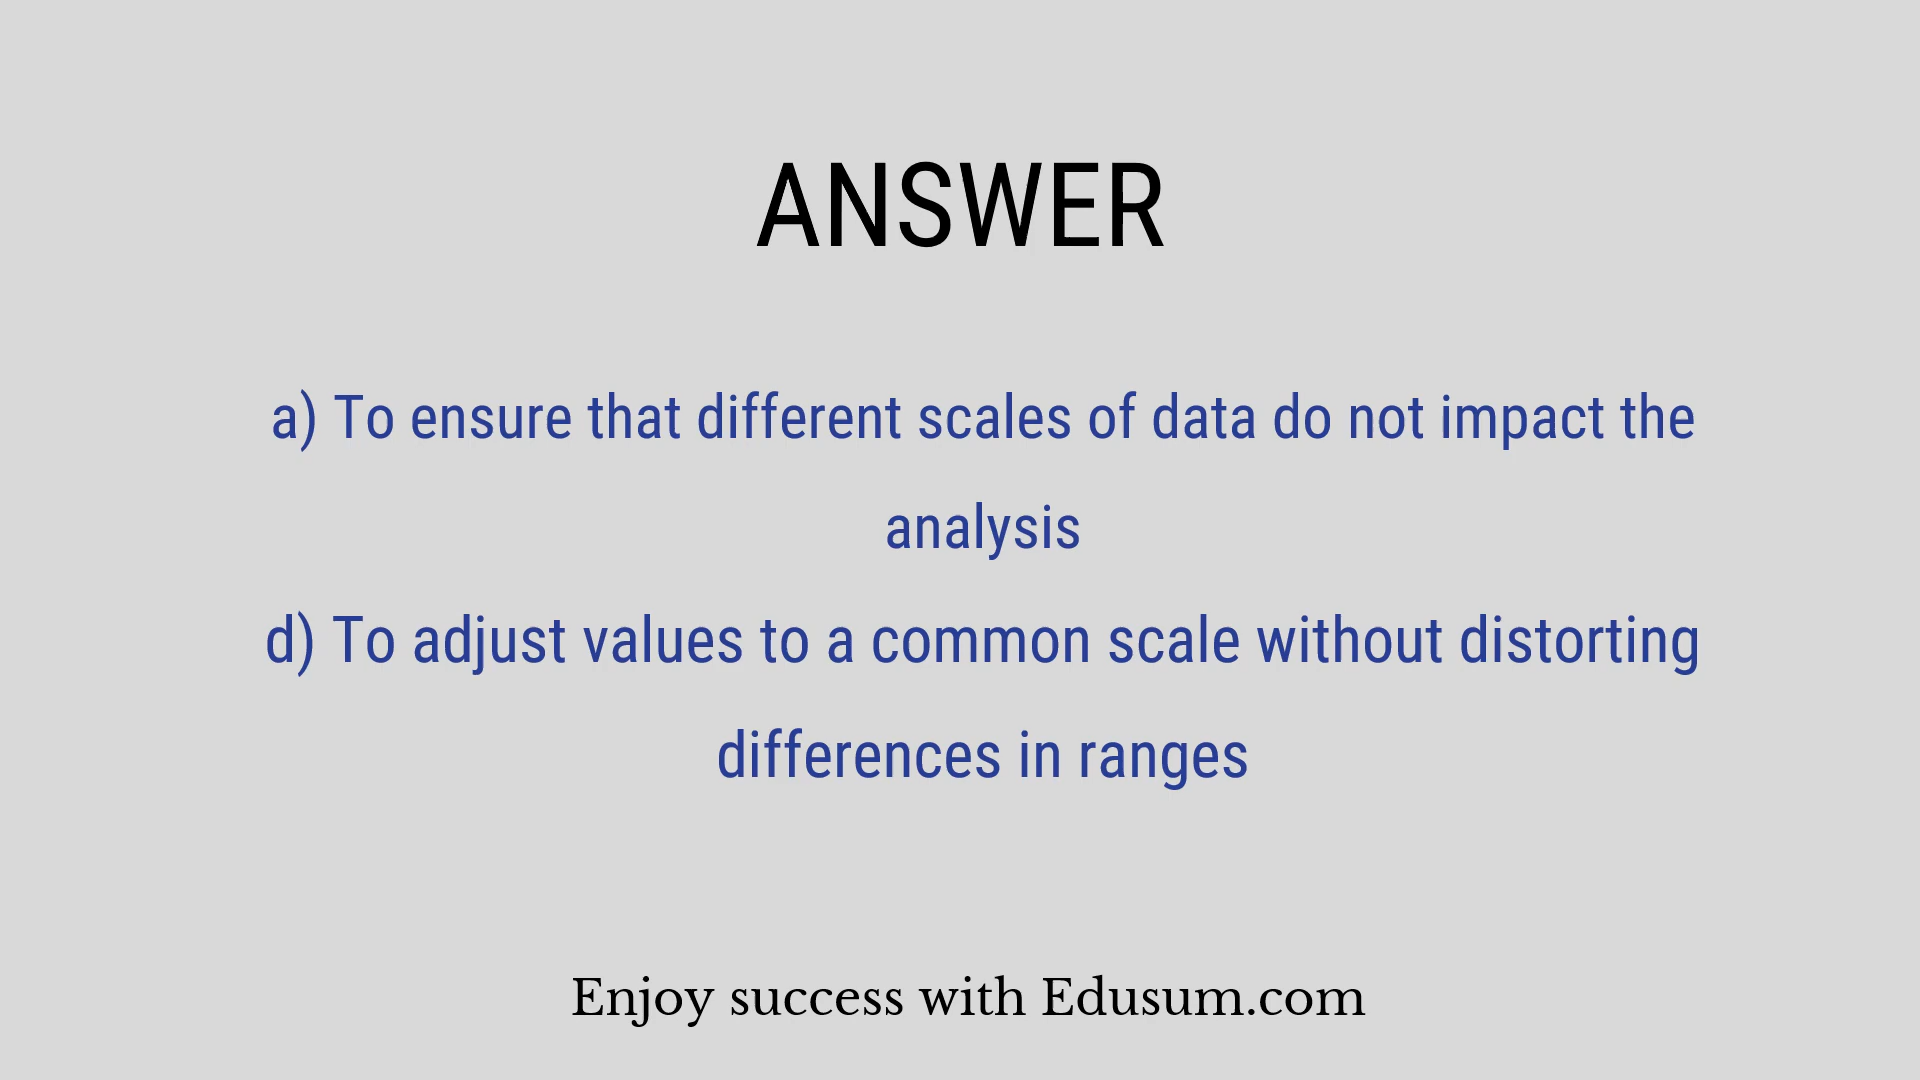 ANSWER
a) To ensure that different scales of data do not impact the
analysis
d) To adjust values to a common scale without distorting
differences in ranges
Enjoy success with Edusum.com